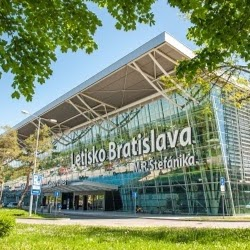 Letisko Bratislava
M.R. Štefánika